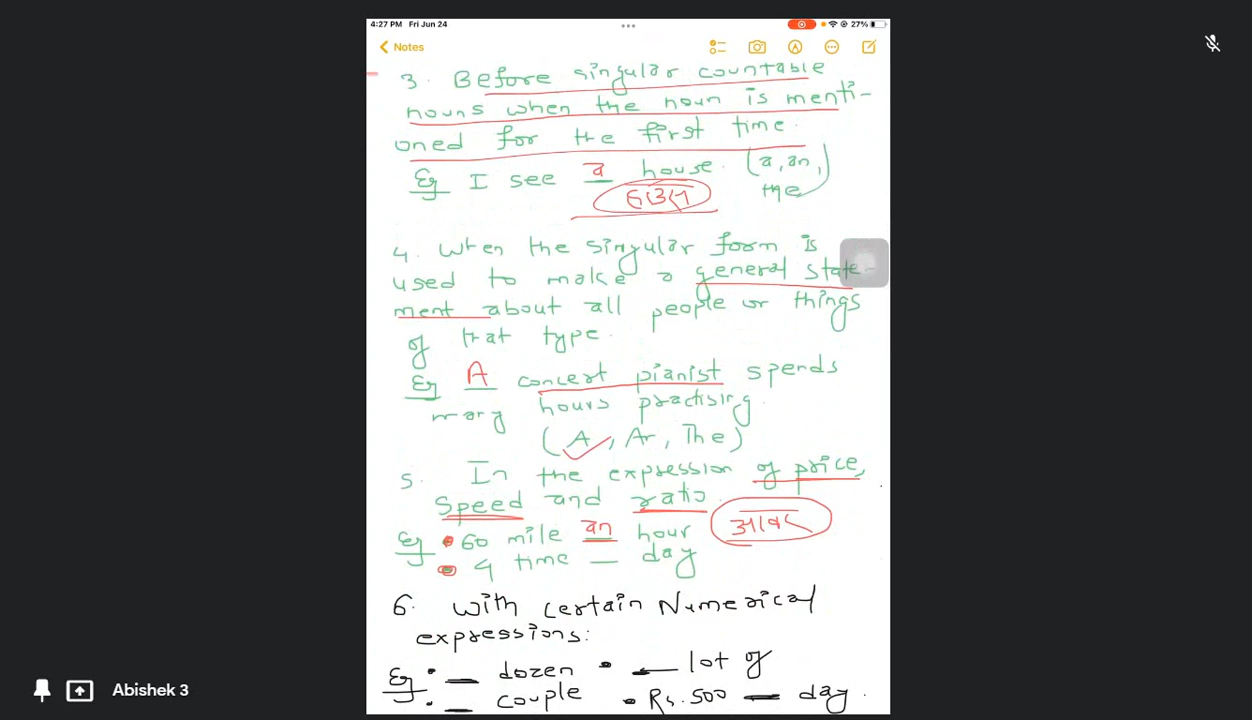 4:27 PM Fri Jun 24
27%
Notes
3. Before singular countable
nouns when the noun is menti-
oned for the first time.
Eg I see a house. (a, an,
the)
हाउस
4. When the singular form is
used to make a general state-
ment about all people or things
of that type.
Eg A concert pianist spends
many hours practising.
(A, An, The)
5. In the expression of price,
speed and ratio.
Eg 60 mile an hour
आवर
4 time — day
6. with certain Numerical
expressions:
Eg • — dozen • — lot of
• — couple • Rs. 500 — day.
Abishek 3